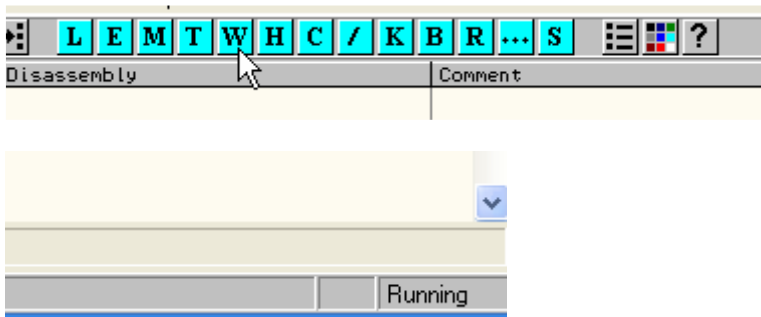 L E M T W H C / K B R ... S ?
Disassembly Comment
Running